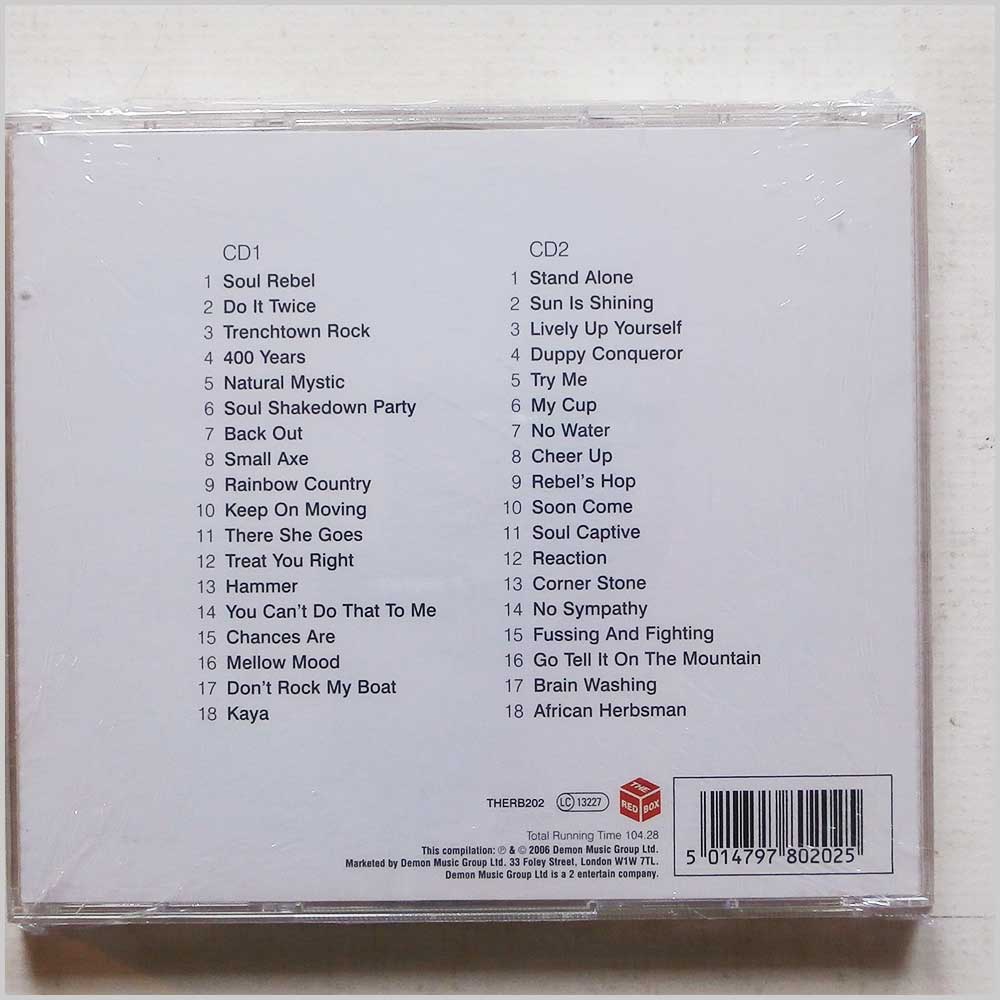 CD1
1 Soul Rebel
2 Do It Twice
3 Trenchtown Rock
4 400 Years
5 Natural Mystic
6 Soul Shakedown Party
7 Back Out
8 Small Axe
9 Rainbow Country
10 Keep On Moving
11 There She Goes
12 Treat You Right
13 Hammer
14 You Can't Do That To Me
15 Chances Are
16 Mellow Mood
17 Don't Rock My Boat
18 Kaya
CD2
1 Stand Alone
2 Sun Is Shining
3 Lively Up Yourself
4 Duppy Conqueror
5 Try Me
6 My Cup
7 No Water
8 Cheer Up
9 Rebel's Hop
10 Soon Come
11 Soul Captive
12 Reaction
13 Corner Stone
14 No Sympathy
15 Fussing And Fighting
16 Go Tell It On The Mountain
17 Brain Washing
18 African Herbsman
THERB202 LC 13227
THE
RED BOX
Total Running Time 104.28
This compilation: ℗ & © 2006 Demon Music Group Ltd.
Marketed by Demon Music Group Ltd. 33 Foley Street, London W1W 7TL.
Demon Music Group Ltd is a 2 entertain company.
5 014797 802025